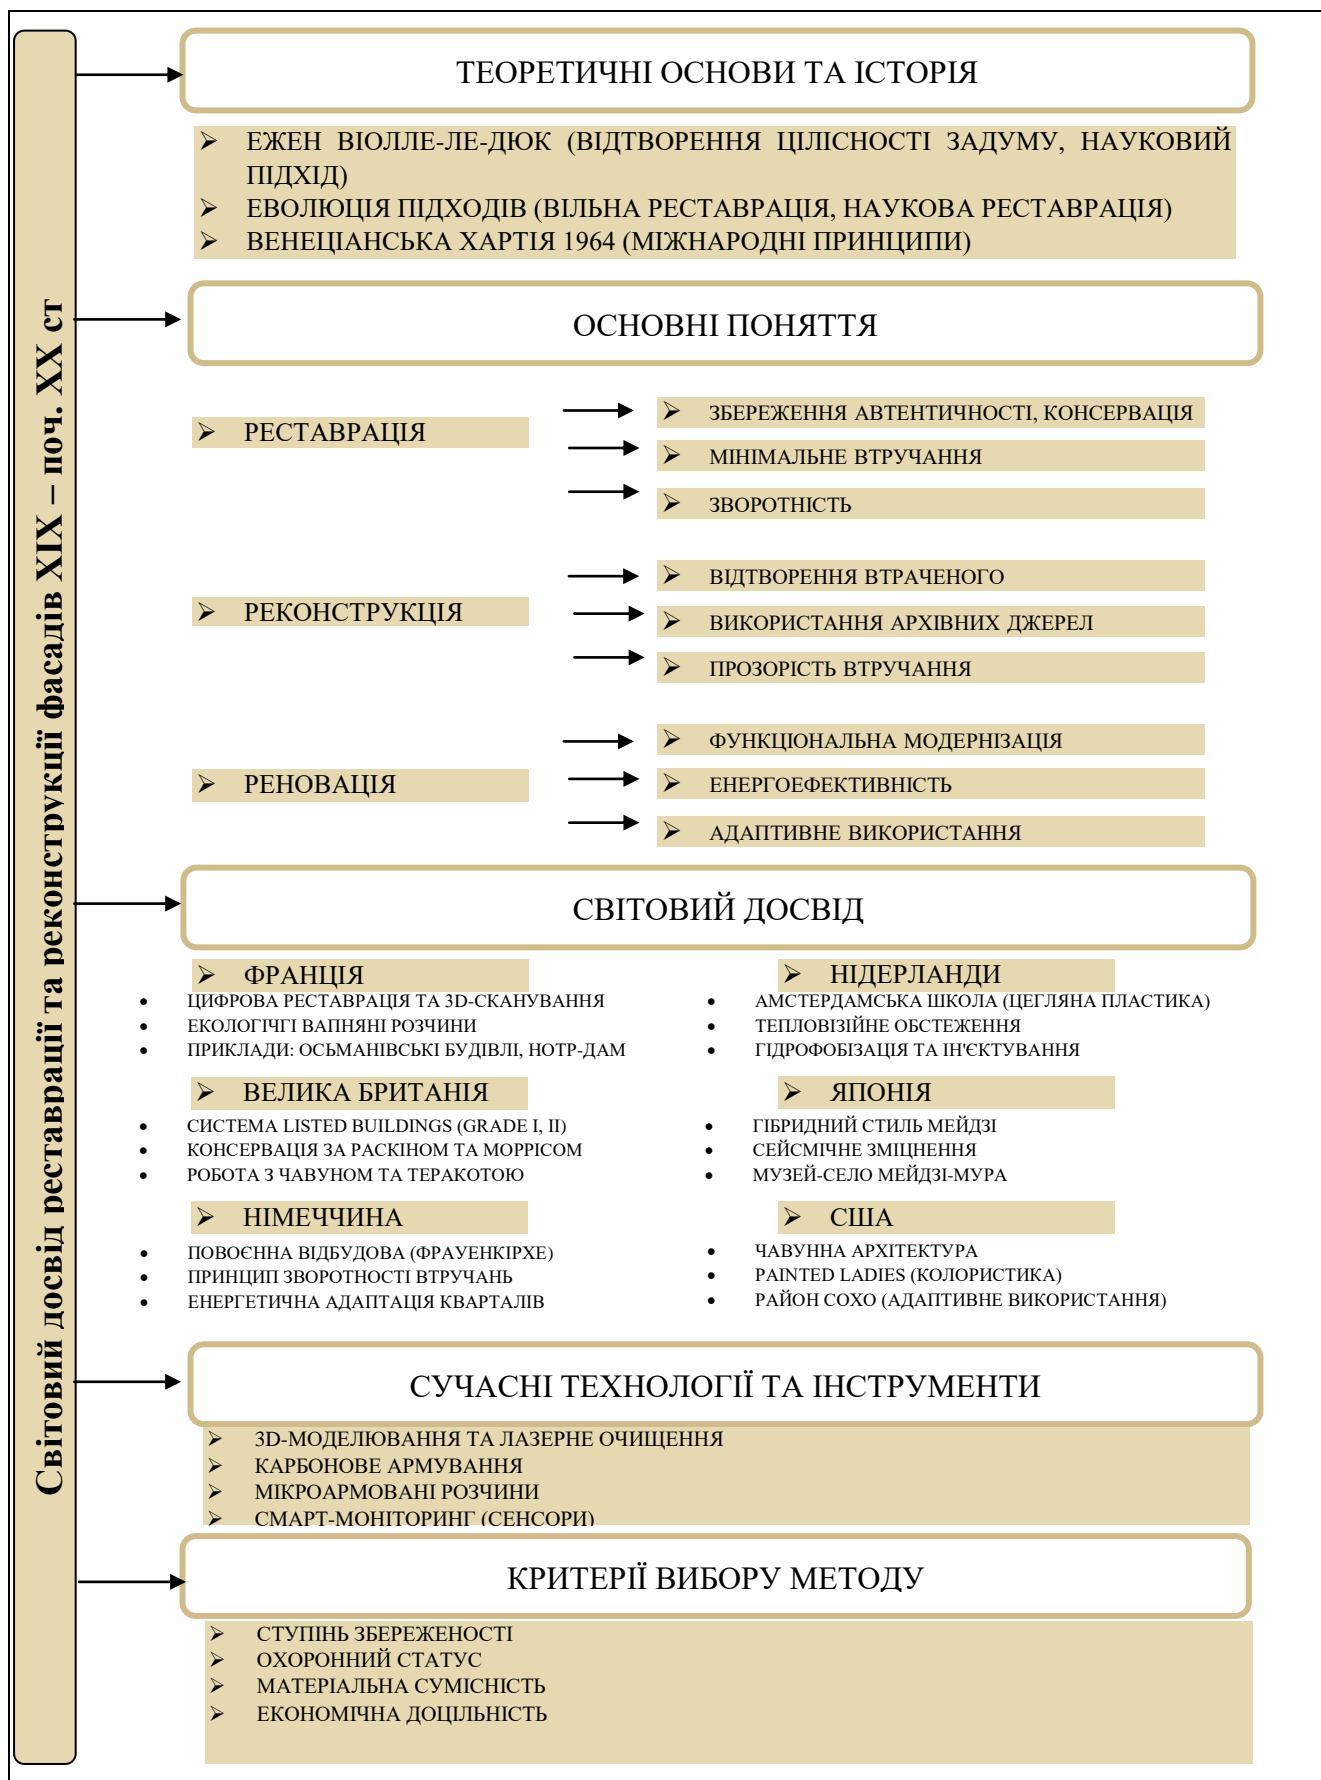 Світовий досвід реставрації та реконструкції фасадів XIX – поч. XX ст
ТЕОРЕТИЧНІ ОСНОВИ ТА ІСТОРІЯ
ЕЖЕН ВІОЛЛЕ-ЛЕ-ДЮК (ВІДТВОРЕННЯ ЦІЛІСНОСТІ ЗАДУМУ, НАУКОВИЙ
ПІДХІД)
ЕВОЛЮЦІЯ ПІДХОДІВ (ВІЛЬНА РЕСТАВРАЦІЯ, НАУКОВА РЕСТАВРАЦІЯ)
ВЕНЕЦІАНСЬКА ХАРТІЯ 1964 (МІЖНАРОДНІ ПРИНЦИПИ)
ОСНОВНІ ПОНЯТТЯ
РЕСТАВРАЦІЯ
ЗБЕРЕЖЕННЯ АВТЕНТИЧНОСТІ, КОНСЕРВАЦІЯ
МІНІМАЛЬНЕ ВТРУЧАННЯ
ЗВОРОТНІСТЬ
РЕКОНСТРУКЦІЯ
ВІДТВОРЕННЯ ВТРАЧЕНОГО
ВИКОРИСТАННЯ АРХІВНИХ ДЖЕРЕЛ
ПРОЗОРІСТЬ ВТРУЧАННЯ
РЕНОВАЦІЯ
ФУНКЦІОНАЛЬНА МОДЕРНІЗАЦІЯ
ЕНЕРГОЕФЕКТИВНІСТЬ
АДАПТИВНЕ ВИКОРИСТАННЯ
СВІТОВИЙ ДОСВІД
ФРАНЦІЯ
ЦИФРОВА РЕСТАВРАЦІЯ ТА 3D-СКАНУВАННЯ
ЕКОЛОГІЧГІ ВАПНЯНІ РОЗЧИНИ
ПРИКЛАДИ: ОСЬМАНІВСЬКІ БУДІВЛІ, НОТР-ДАМ
ВЕЛИКА БРИТАНІЯ
СИСТЕМА LISTED BUILDINGS (GRADE I, II)
КОНСЕРВАЦІЯ ЗА РАСКІНОМ ТА МОРРІСОМ
РОБОТА З ЧАВУНОМ ТА ТЕРАКОТОЮ
НІМЕЧЧИНА
ПОВОЄННА ВІДБУДОВА (ФРАУЕНКІРХЕ)
ПРИНЦИП ЗВОРОТНОСТІ ВТРУЧАНЬ
ЕНЕРГЕТИЧНА АДАПТАЦІЯ КВАРТАЛІВ
НІДЕРЛАНДИ
АМСТЕРДАМСЬКА ШКОЛА (ЦЕГЛЯНА ПЛАСТИКА)
ТЕПЛОВІЗІЙНЕ ОБСТЕЖЕННЯ
ГІДРОФОБІЗАЦІЯ ТА ІН'ЄКТУВАННЯ
ЯПОНІЯ
ГІБРИДНИЙ СТИЛЬ МЕЙДЗІ
СЕЙСМІЧНЕ ЗМІЦНЕННЯ
МУЗЕЙ-СЕЛО МЕЙДЗІ-МУРА
США
ЧАВУННА АРХІТЕКТУРА
PAINTED LADIES (КОЛОРИСТИКА)
РАЙОН СОХО (АДАПТИВНЕ ВИКОРИСТАННЯ)
СУЧАСНІ ТЕХНОЛОГІЇ ТА ІНСТРУМЕНТИ
3D-МОДЕЛЮВАННЯ ТА ЛАЗЕРНЕ ОЧИЩЕННЯ
КАРБОНОВЕ АРМУВАННЯ
МІКРОАРМОВАНІ РОЗЧИНИ
СМАРТ-МОНІТОРИНГ (СЕНСОРИ)
КРИТЕРІЇ ВИБОРУ МЕТОДУ
СТУПІНЬ ЗБЕРЕЖЕНОСТІ
ОХОРОННИЙ СТАТУС
МАТЕРІАЛЬНА СУМІСНІСТЬ
ЕКОНОМІЧНА ДОЦІЛЬНІСТЬ